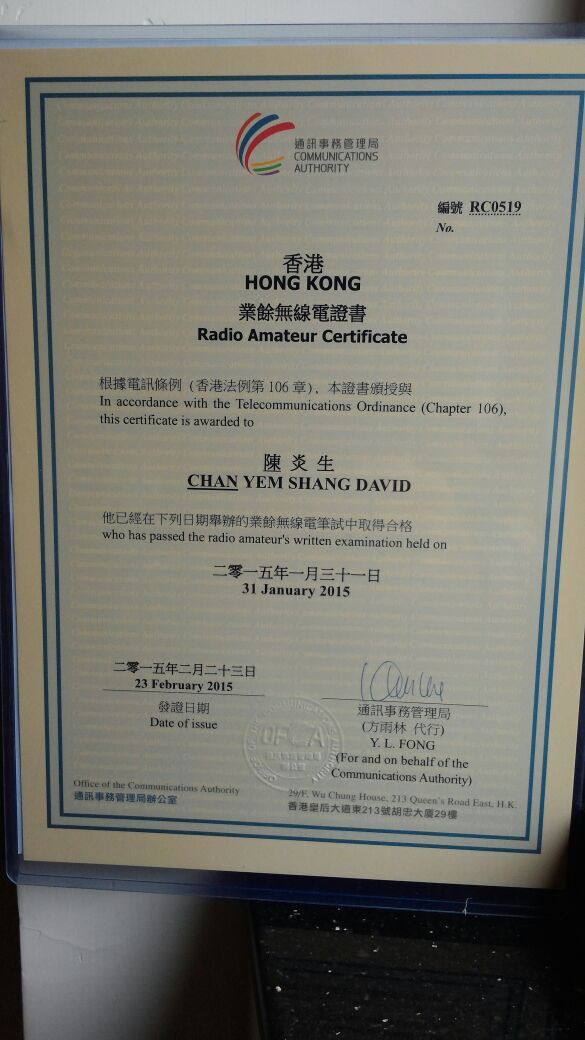 通訊事務管理局
COMMUNICATIONS
AUTHORITY
編號 RC0519
No.
香港
HONG KONG
業餘無線電證書
Radio Amateur Certificate
根據電訊條例 (香港法例第 106 章), 本證書頒授與
In accordance with the Telecommunications Ordinance (Chapter 106),
this certificate is awarded to
陳 炎 生
CHAN YEM SHANG DAVID
他已經在下列日期舉辦的業餘無線電筆試中取得合格
who has passed the radio amateur's written examination held on
二零一五年一月三十一日
31 January 2015
二零一五年二月二十三日
23 February 2015
發證日期
Date of issue
通訊事務管理局
(方雨林 代行)
Y. L. FONG
(For and on behalf of the
Communications Authority)
OFCA
Office of the Communications Authority
通訊事務管理局辦公室
29/F, Wu Chung House, 213 Queen's Road East, H.K.
香港皇后大道東213號胡忠大廈29樓